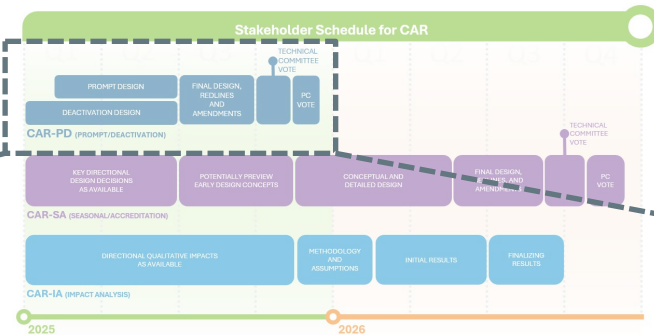 Stakeholder Schedule for CAR
TECHNICAL
COMMITTEE
VOTE
PROMPT DESIGN
DEACTIVATION DESIGN
FINAL DESIGN,
REDLINES
AND
AMENDMENTS
PC
VOTE
CAR-PD (PROMPT/DEACTIVATION)
TECHNICAL
COMMITTEE
VOTE
KEY DIRECTIONAL
DESIGN DECISIONS
AS AVAILABLE
POTENTIALLY PREVIEW
EARLY DESIGN CONCEPTS
CONCEPTUAL AND
DETAILED DESIGN
FINAL DESIGN,
AND
AMENDMENTS
PC
VOTE
CAR-SA (SEASONAL/ACCREDITATION)
DIRECTIONAL QUALITATIVE IMPACTS
AS AVAILABLE
METHODOLOGY
AND
ASSUMPTIONS
INITIAL RESULTS
FINALIZING
RESULTS
CAR-IA (IMPACT ANALYSIS)
2025
2026